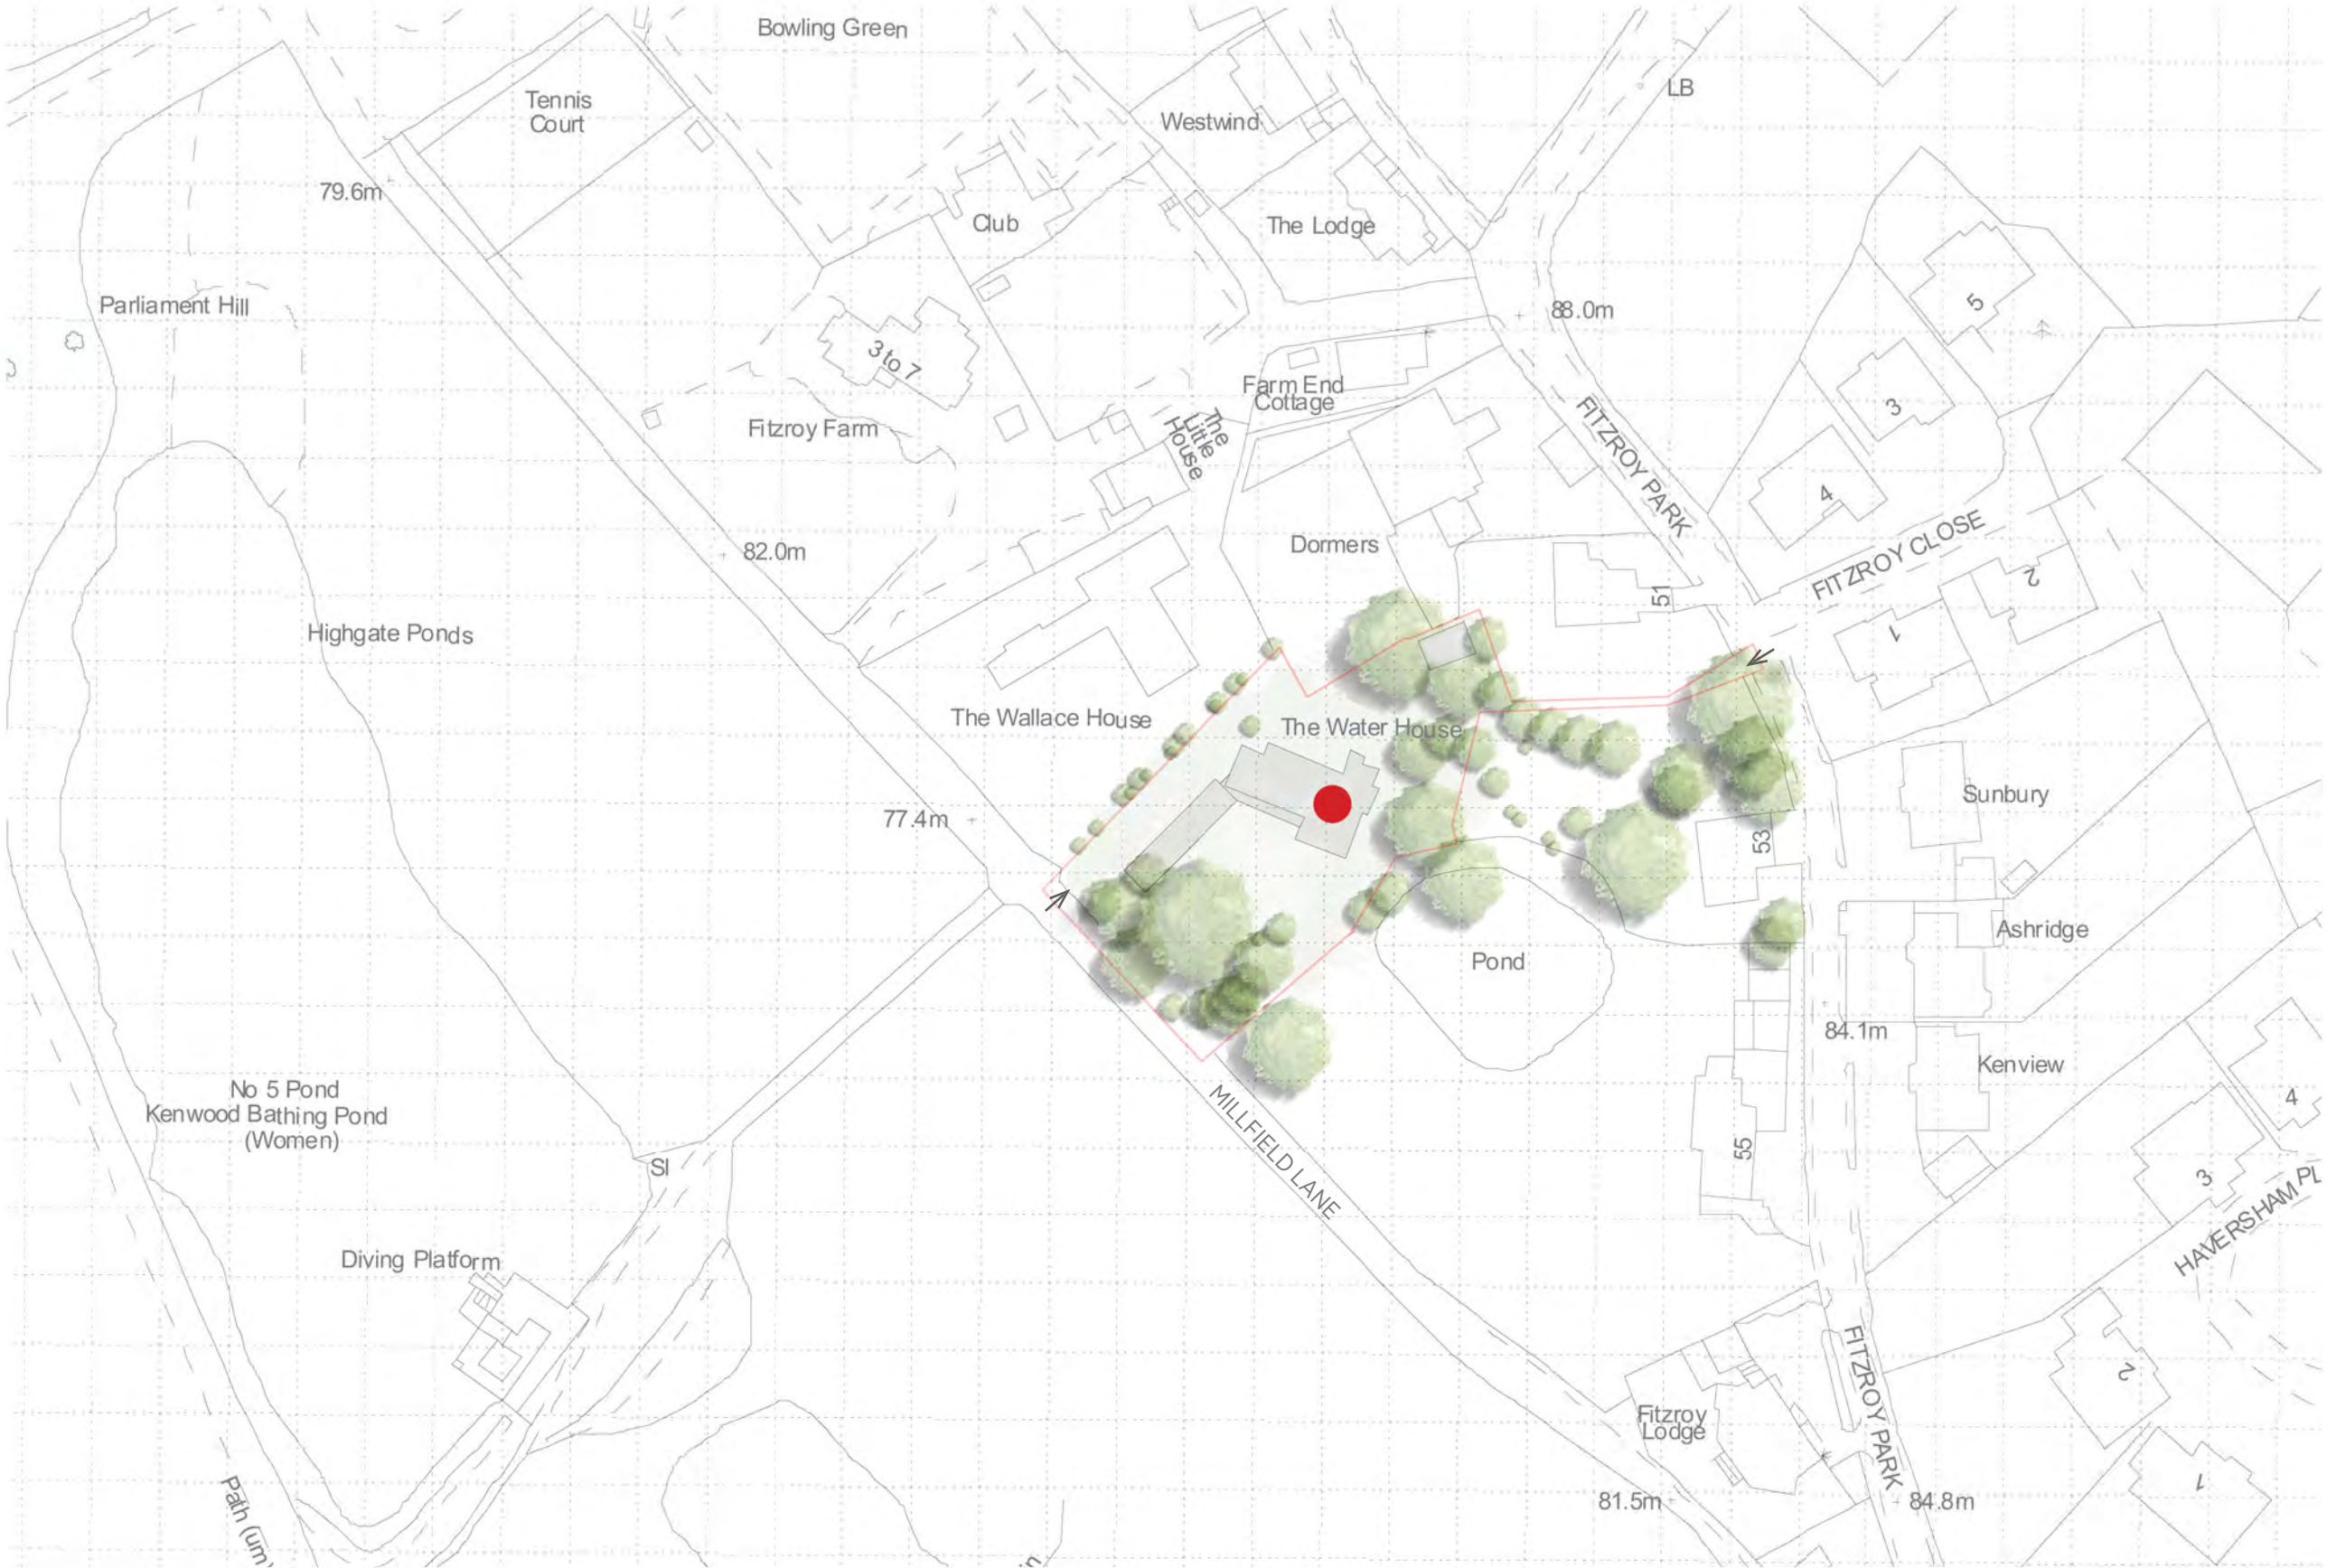 Bowling Green
LB
Tennis
Court
Westwind
79.6m
Club
The Lodge
Parliament Hill
88.0m
5
3 to 7
Farm End
Cottage
3
Fitzroy Farm
The
Little
House
FITZROY PARK
4
82.0m
Dormers
FITZROY CLOSE
51
2
1
Highgate Ponds
The Wallace House
The Water House
77.4m
Sunbury
53
Ashridge
Pond
84.1m
Kenview
No 5 Pond
Kenwood Bathing Pond
(Women)
MILLFIELD LANE
55
4
3
SI
HAVERSHAM PL
Diving Platform
FITZROY PARK
2
Fitzroy
Lodge
1
81.5m
84.8m
Path (um)